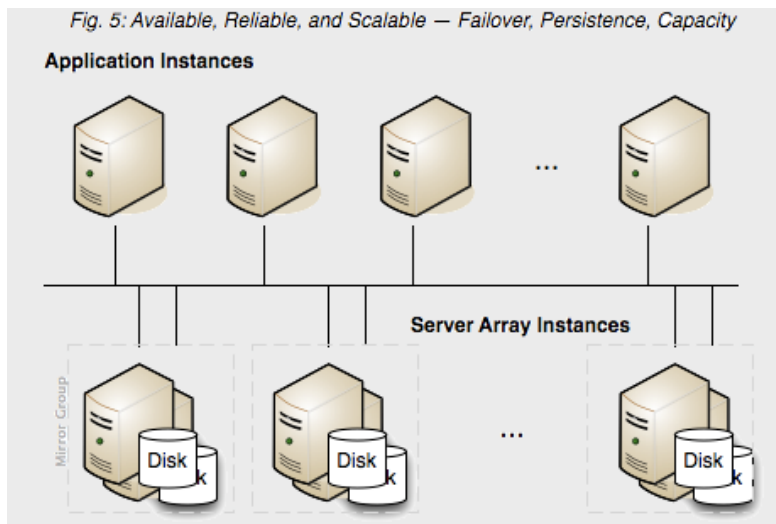 Fig. 5: Available, Reliable, and Scalable — Failover, Persistence, Capacity
Application Instances
...
Server Array Instances
Mirror Group
Disk
k
Disk
k
...
Disk
k